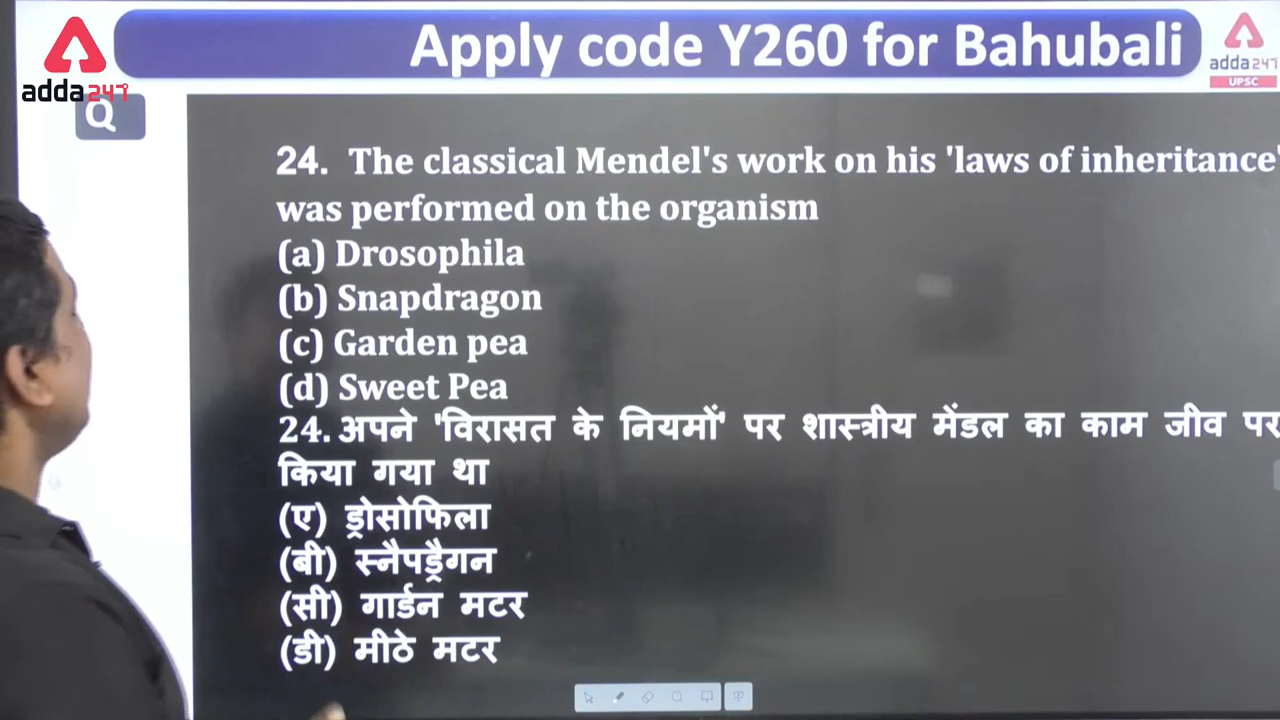 Apply code Y260 for Bahubali
adda247
adda247
UPSC
Q
24. The classical Mendel's work on his 'laws of inheritance'
was performed on the organism
(a) Drosophila
(b) Snapdragon
(c) Garden pea
(d) Sweet Pea
24. अपने 'विरासत के नियमों' पर शास्त्रीय मेंडल का काम जीव पर
किया गया था
(ए) ड्रोसोफिला
(बी) स्नैपड्रैगन
(सी) गार्डन मटर
(डी) मीठे मटर